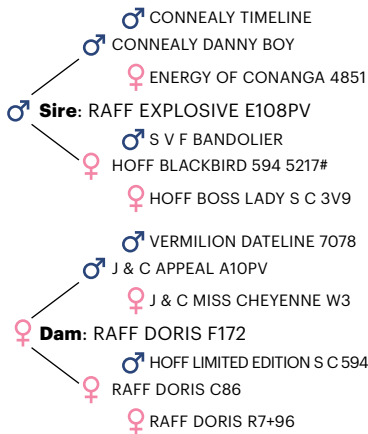 CONNEALY TIMELINE
CONNEALY DANNY BOY
ENERGY OF CONANGA 4851
Sire: RAFF EXPLOSIVE E108PV
S V F BANDOLIER
HOFF BLACKBIRD 594 5217#
HOFF BOSS LADY S C 3V9
VERMILION DATELINE 7078
J & C APPEAL A10PV
J & C MISS CHEYENNE W3
Dam: RAFF DORIS F172
HOFF LIMITED EDITION S C 594
RAFF DORIS C86
RAFF DORIS R7+96